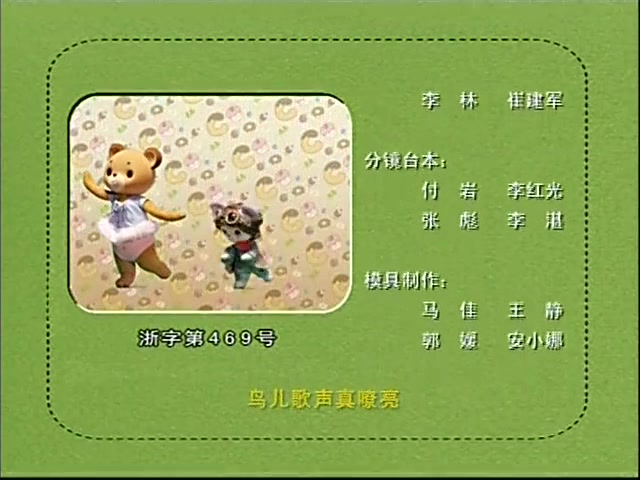 李 林 崔建军
分镜台本:
付 岩 李红光
张 彪 李 湛
模具制作:
马 佳 王 静
郭 媛 安小娜
浙字第469号
鸟儿歌声真嘹亮